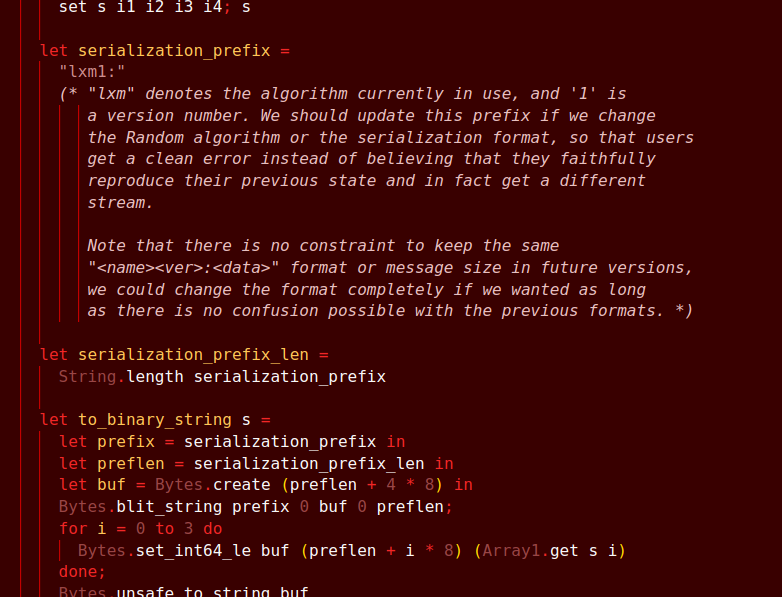 set s i1 i2 i3 i4; s
let serialization_prefix =
"lxm1:"
(* "lxm" denotes the algorithm currently in use, and '1' is
a version number. We should update this prefix if we change
the Random algorithm or the serialization format, so that users
get a clean error instead of believing that they faithfully
reproduce their previous state and in fact get a different
stream.
Note that there is no constraint to keep the same
"<name><ver>:<data>" format or message size in future versions,
we could change the format completely if we wanted as long
as there is no confusion possible with the previous formats. *)
let serialization_prefix_len =
String.length serialization_prefix
let to_binary_string s =
let prefix = serialization_prefix in
let preflen = serialization_prefix_len in
let buf = Bytes.create (preflen + 4 * 8) in
Bytes.blit_string prefix 0 buf 0 preflen;
for i = 0 to 3 do
Bytes.set_int64_le buf (preflen + i * 8) (Array1.get s i)
done;
Bytes.unsafe_to_string buf